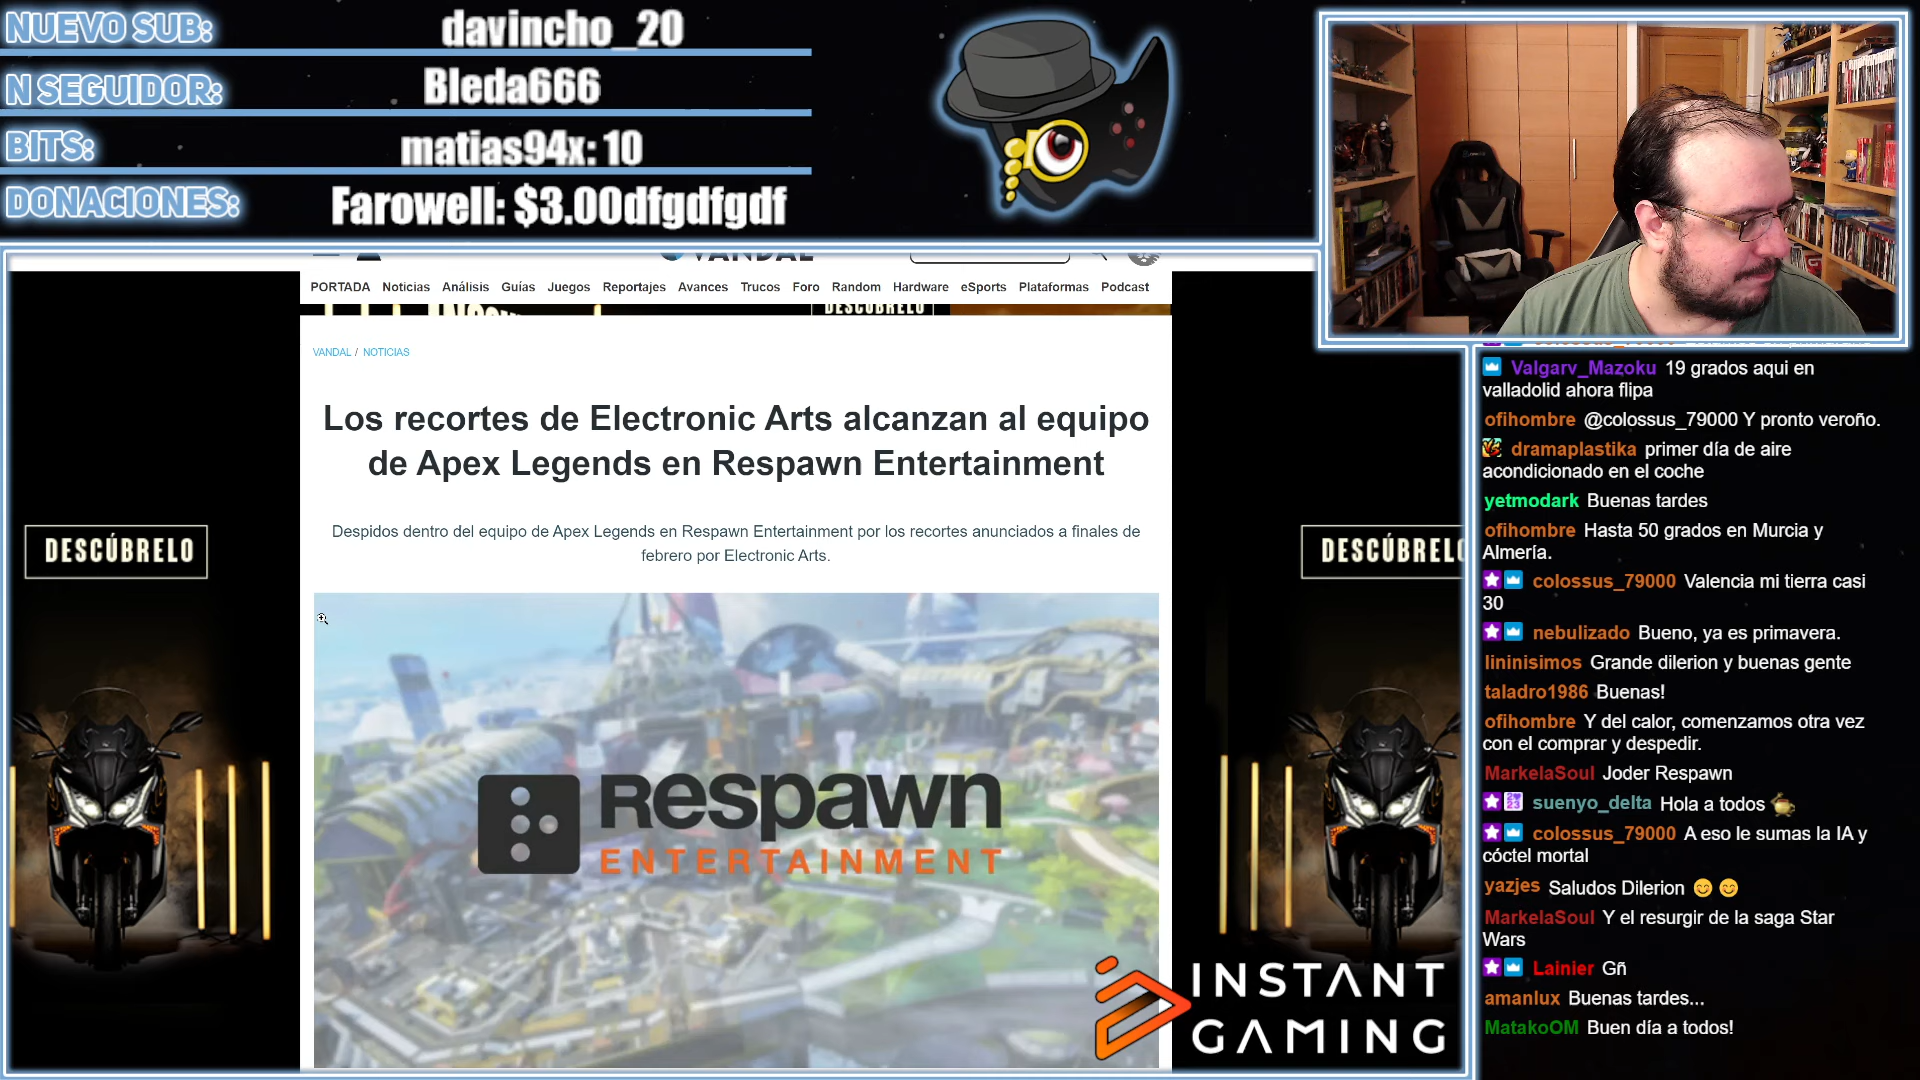 NUEVO SUB: davincho_20
N SEGUIDOR: Bleda666
BITS: matias94x: 10
DONACIONES: Farowell: $3.00dfgdfgdf
VANDAL
PORTADA Noticias Análisis Guías Juegos Reportajes Avances Trucos Foro Random Hardware eSports Plataformas Podcast
DESCÚBRELO
VANDAL / NOTICIAS
Los recortes de Electronic Arts alcanzan al equipo
de Apex Legends en Respawn Entertainment
Despidos dentro del equipo de Apex Legends en Respawn Entertainment por los recortes anunciados a finales de
febrero por Electronic Arts.
DESCÚBRELO
DESCÚBRELO
Respawn
ENTERTAINMENT
INSTANT
GAMING
Valgarv_Mazoku 19 grados aqui en
valladolid ahora flipa
ofihombre @colossus_79000 Y pronto veroño.
dramaplastika primer día de aire
acondicionado en el coche
yetmodark Buenas tardes
ofihombre Hasta 50 grados en Murcia y
Almería.
colossus_79000 Valencia mi tierra casi
30
nebulizado Bueno, ya es primavera.
lininisimos Grande dilerion y buenas gente
taladro1986 Buenas!
ofihombre Y del calor, comenzamos otra vez
con el comprar y despedir.
MarkelaSoul Joder Respawn
suenyo_delta Hola a todos
colossus_79000 A eso le sumas la IA y
cóctel mortal
yazjes Saludos Dilerion 😊 😊
MarkelaSoul Y el resurgir de la saga Star
Wars
Lainier Gñ
amanlux Buenas tardes...
MatakoOM Buen día a todos!